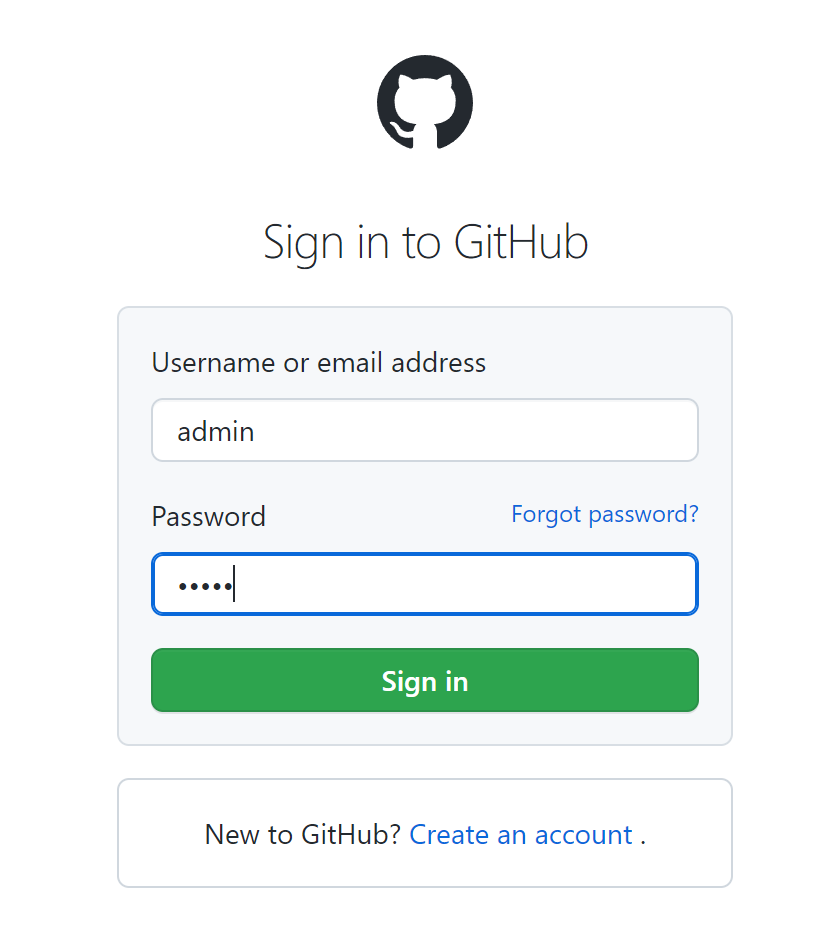 Sign in to GitHub
Username or email address
admin
Password Forgot password?
•••••
Sign in
New to GitHub? Create an account .